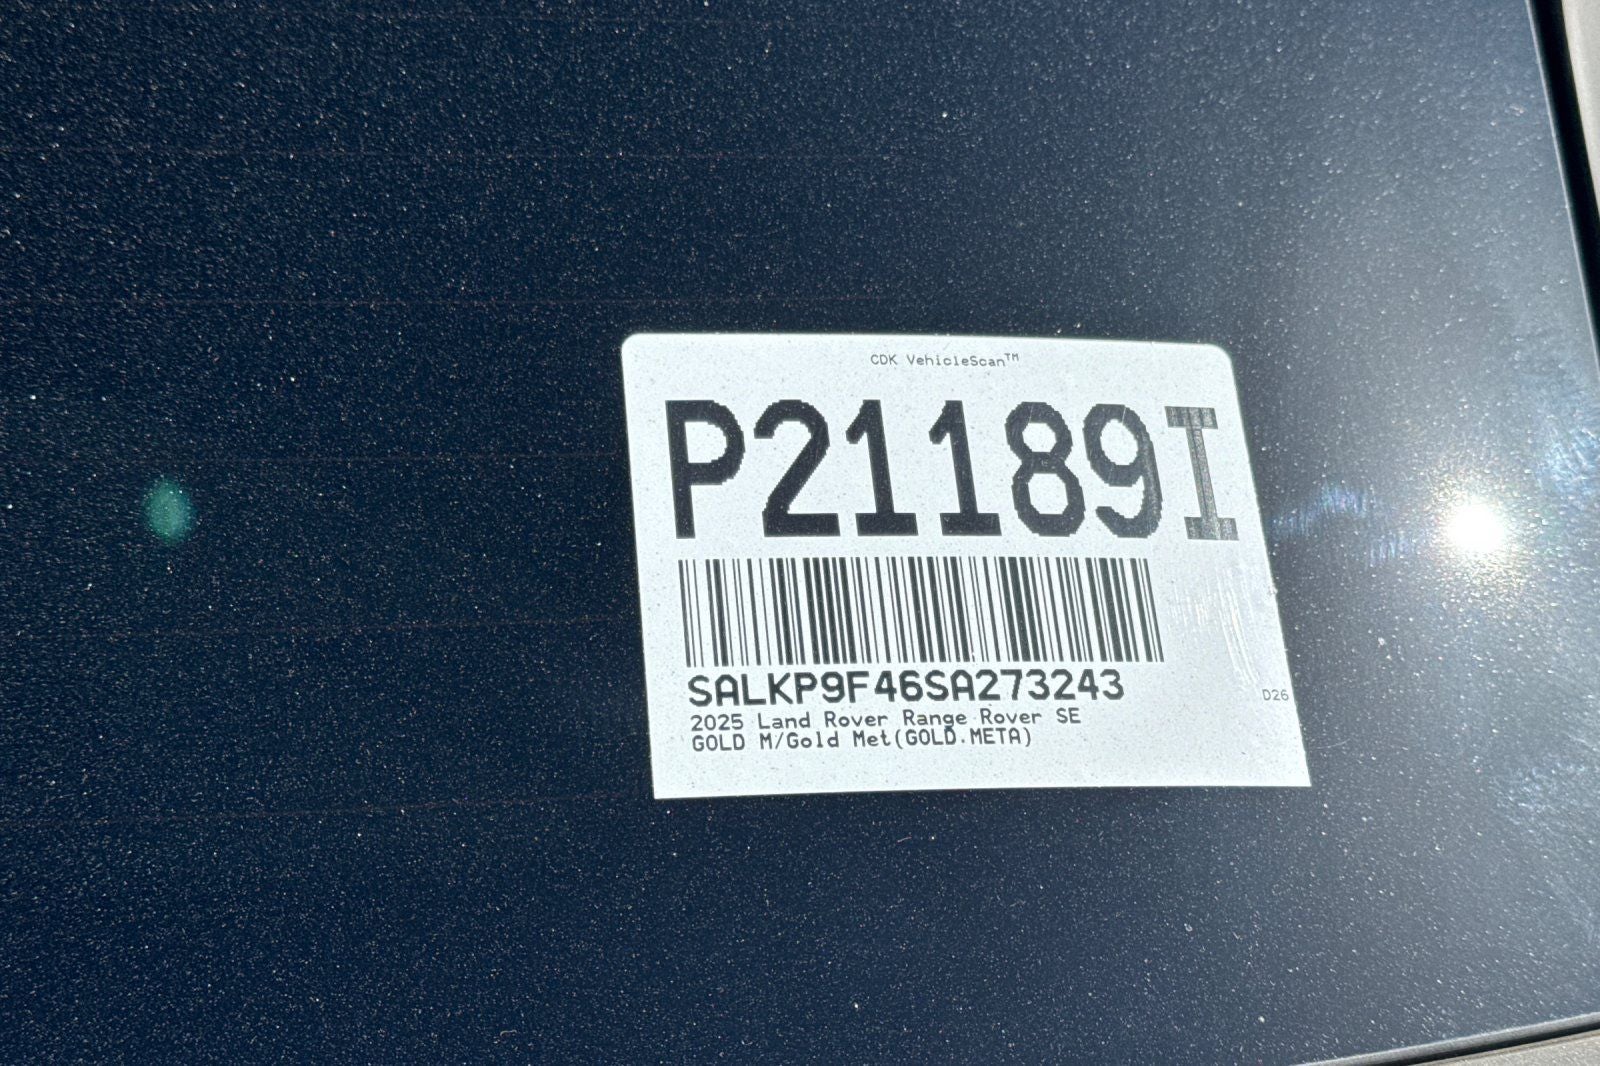 CDK VehicleScan™
P21189I
SALKP9F46SA273243
D26
2025 Land Rover Range Rover SE
GOLD M/Gold Met(GOLD.META)